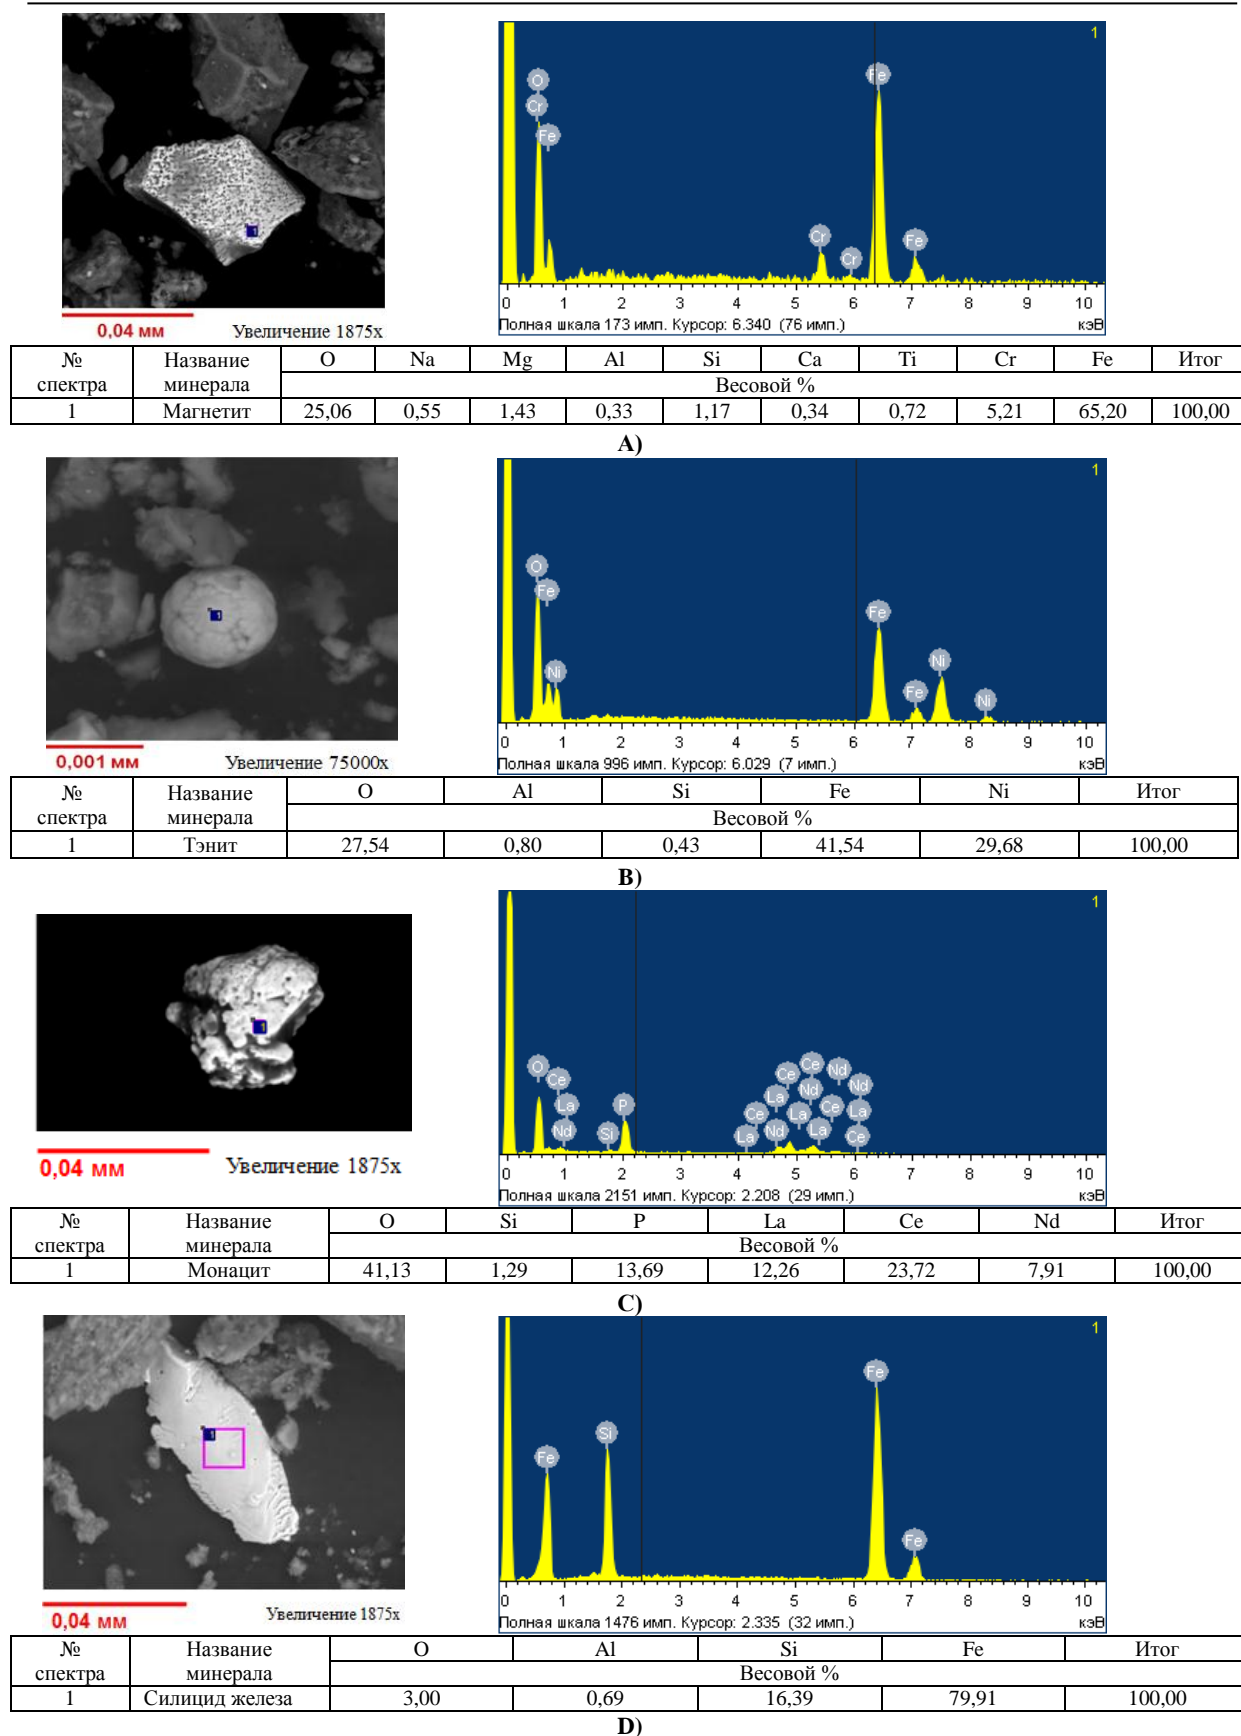 1
O
Cr
Fe
Fe
Cr
Cr
Fe
1
0 1 2 3 4 5 6 7 8 9 10
Полная шкала 173 имп. Курсор: 6.340 (76 имп.) кэВ
0,04 мм Увеличение 1875x
№ спектра Название минерала O Na Mg Al Si Ca Ti Cr Fe Итог
Весовой %
1 Магнетит 25,06 0,55 1,43 0,33 1,17 0,34 0,72 5,21 65,20 100,00
A)
1
O
Fe
Ni
Fe
Fe
Ni
Ni
1
0 1 2 3 4 5 6 7 8 9 10
Полная шкала 996 имп. Курсор: 6.029 (7 имп.) кэВ
0,001 мм Увеличение 75000x
№ спектра Название минерала O Al Si Fe Ni Итог
Весовой %
1 Тэнит 27,54 0,80 0,43 41,54 29,68 100,00
B)
1
O Ce
La
Nd
Si
P
Ce Ce Nd
La Nd Nd
Ce La Ce La
La Nd La Ce
1
0 1 2 3 4 5 6 7 8 9 10
Полная шкала 2151 имп. Курсор: 2.208 (29 имп.) кэВ
0,04 мм Увеличение 1875x
№ спектра Название минерала O Si P La Ce Nd Итог
Весовой %
1 Монацит 41,13 1,29 13,69 12,26 23,72 7,91 100,00
C)
1
Fe
Si
Fe
Fe
1
0 1 2 3 4 5 6 7 8 9 10
Полная шкала 1476 имп. Курсор: 2.335 (32 имп.) кэВ
0,04 мм Увеличение 1875x
№ спектра Название минерала O Al Si Fe Итог
Весовой %
1 Силицид железа 3,00 0,69 16,39 79,91 100,00
D)